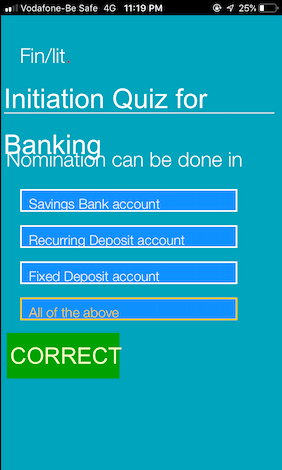 Vodafone-Be Safe 4G 11:19 PM 25%
Fin/lit
Initiation Quiz for
Banking
Nomination can be done in
Savings Bank account
Recurring Deposit account
Fixed Deposit account
All of the above
CORRECT